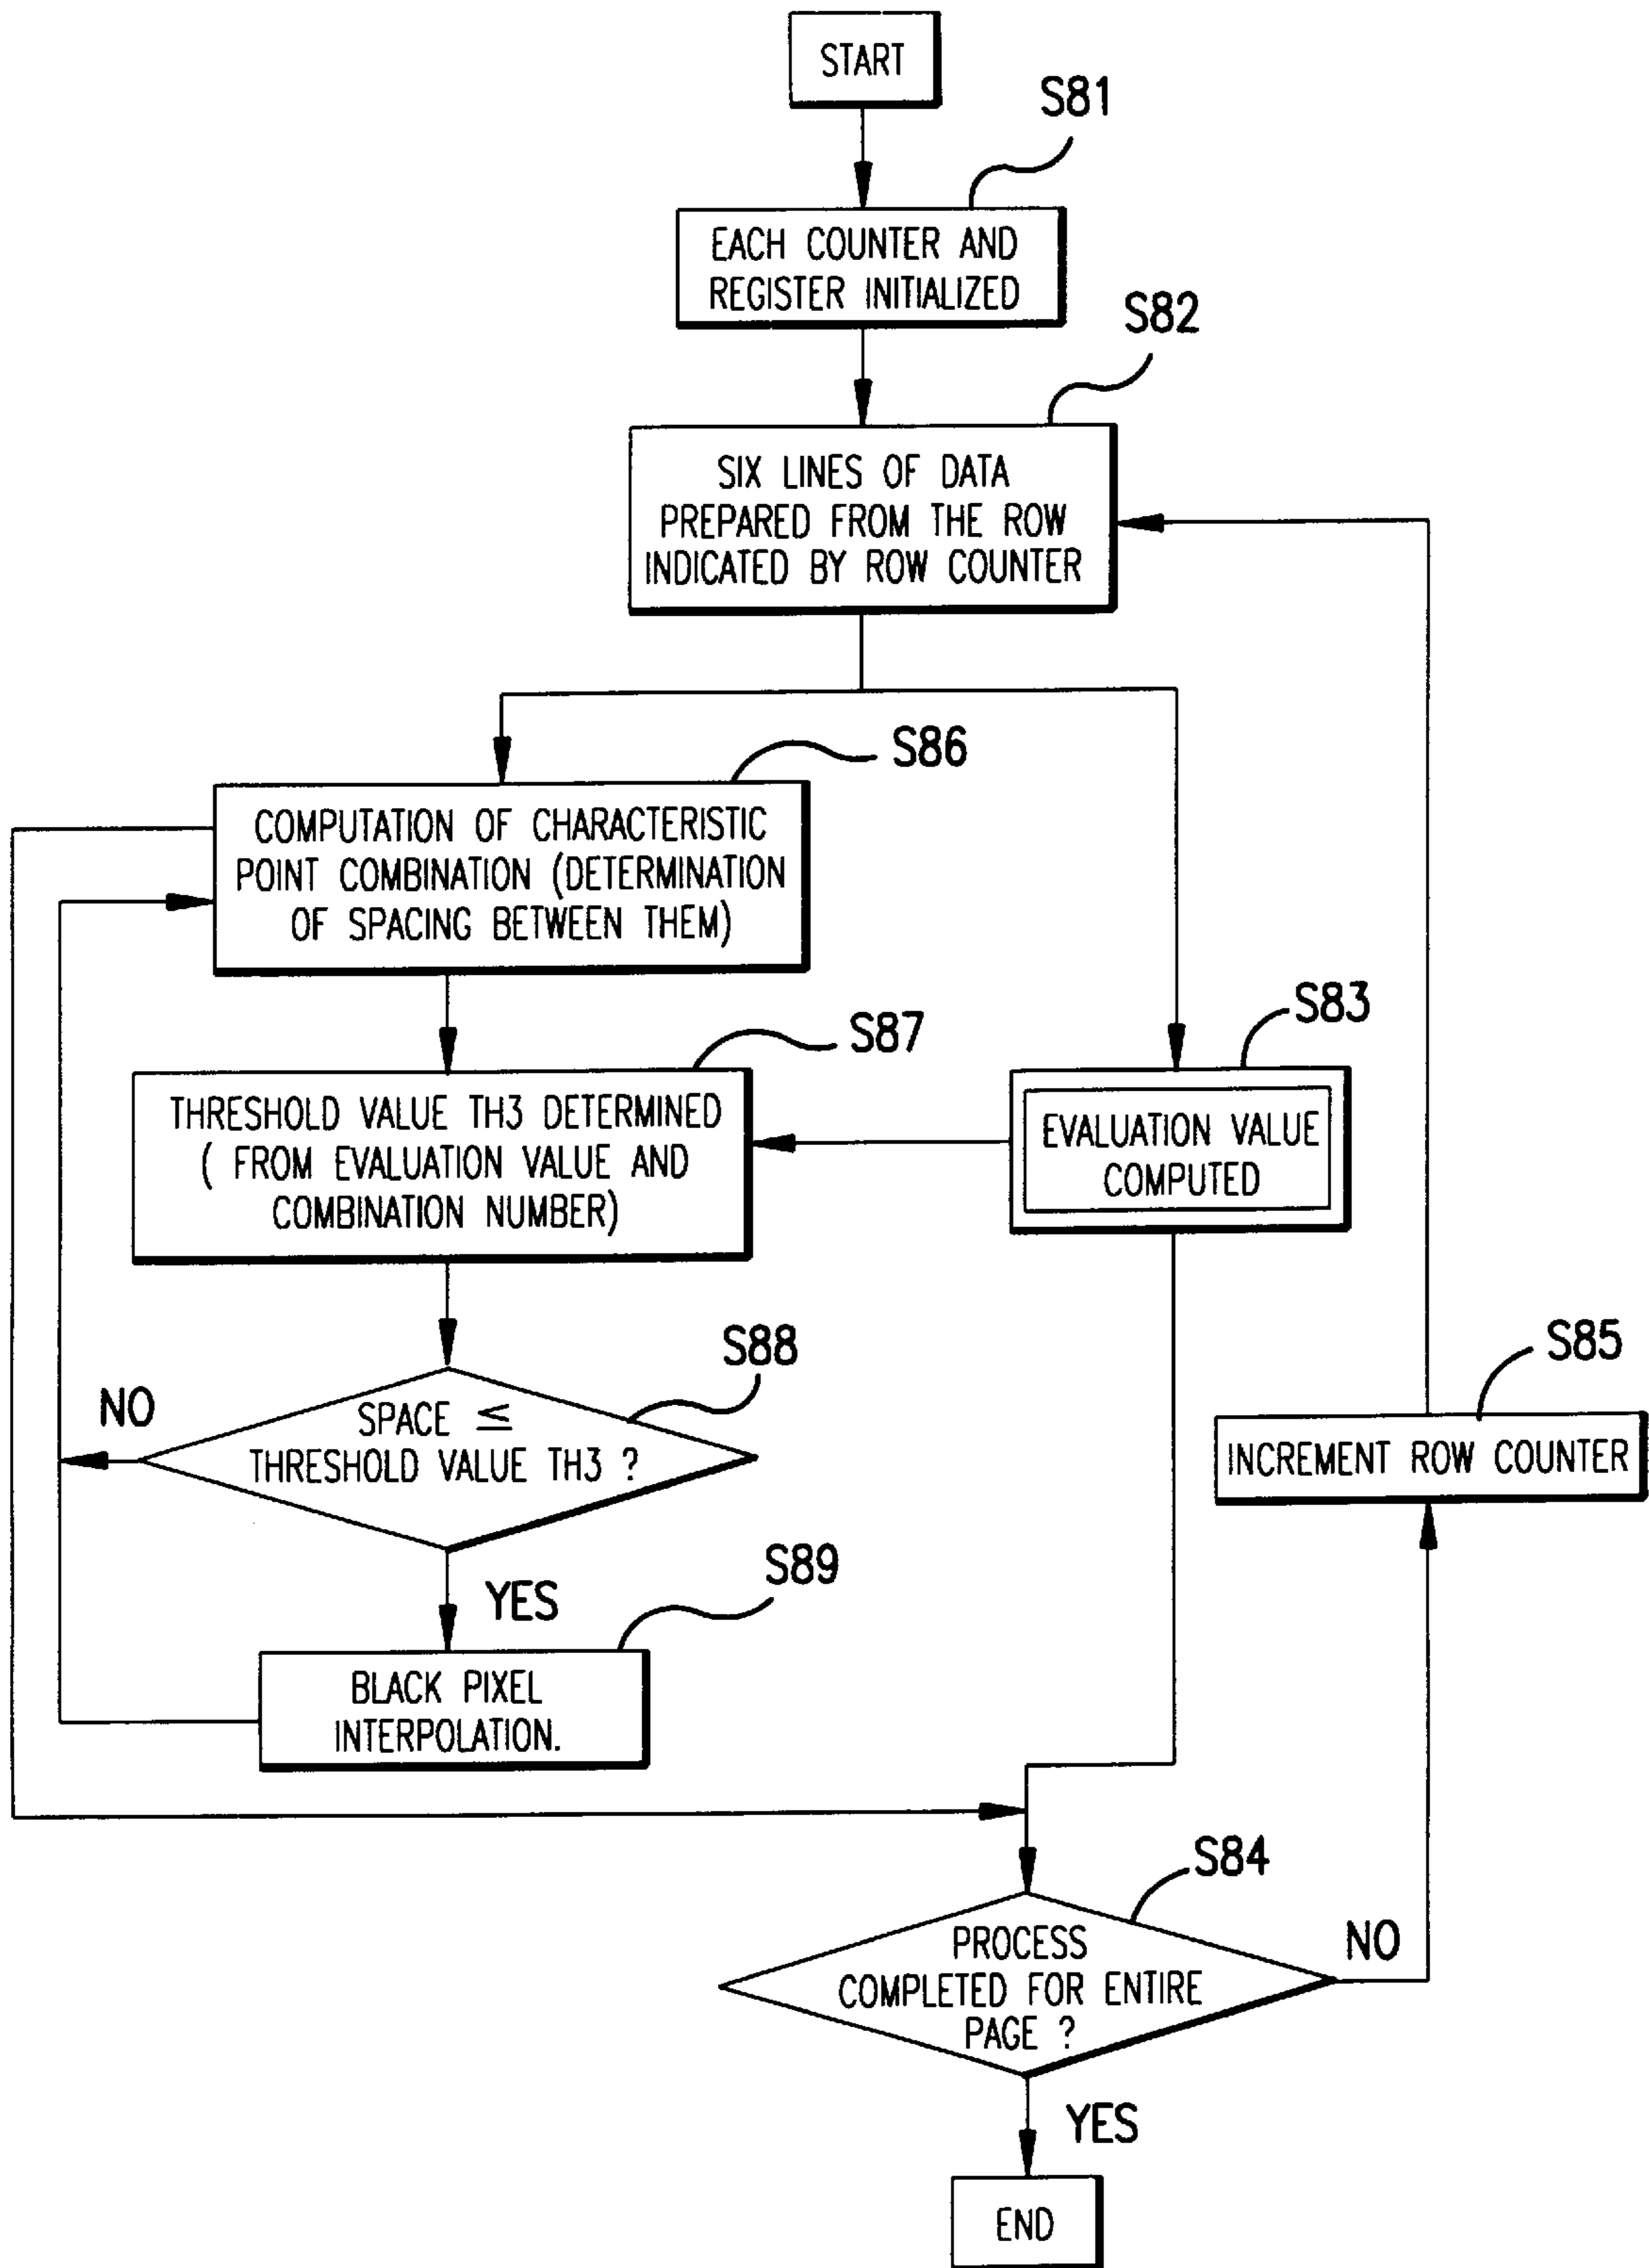 START
S81
EACH COUNTER AND
REGISTER INITIALIZED
S82
SIX LINES OF DATA
PREPARED FROM THE ROW
INDICATED BY ROW COUNTER
S86
COMPUTATION OF CHARACTERISTIC
POINT COMBINATION (DETERMINATION
OF SPACING BETWEEN THEM)
S87
THRESHOLD VALUE TH3 DETERMINED
( FROM EVALUATION VALUE AND
COMBINATION NUMBER)
S83
EVALUATION VALUE
COMPUTED
S88
NO
SPACE ≦
THRESHOLD VALUE TH3 ?
YES
S85
INCREMENT ROW COUNTER
S89
BLACK PIXEL
INTERPOLATION.
S84
PROCESS
COMPLETED FOR ENTIRE
PAGE ?
NO
YES
END